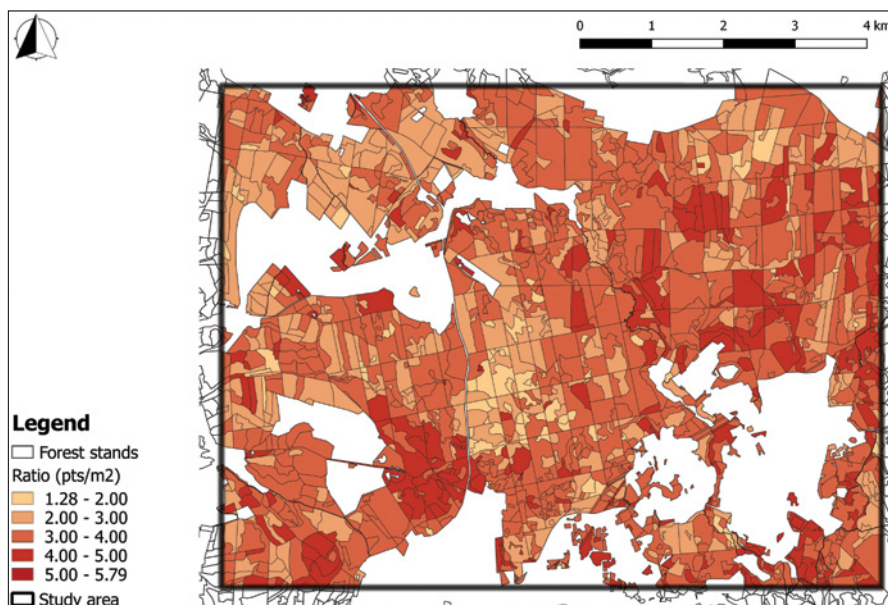 0 1 2 3 4 km
Legend
Forest stands
Ratio (pts/m2)
1.28 - 2.00
2.00 - 3.00
3.00 - 4.00
4.00 - 5.00
5.00 - 5.79
Study area